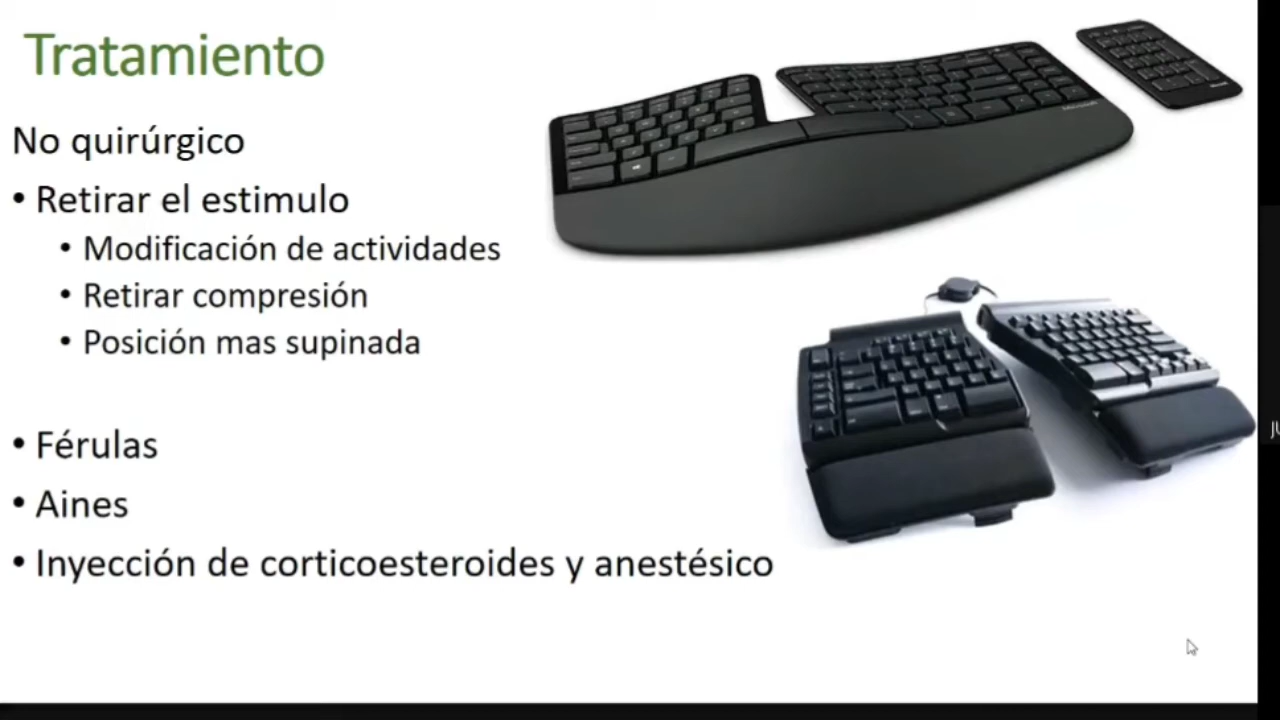 Tratamiento
No quirúrgico
• Retirar el estimulo
• Modificación de actividades
• Retirar compresión
• Posición mas supinada
• Férulas
• Aines
• Inyección de corticoesteroides y anestésico